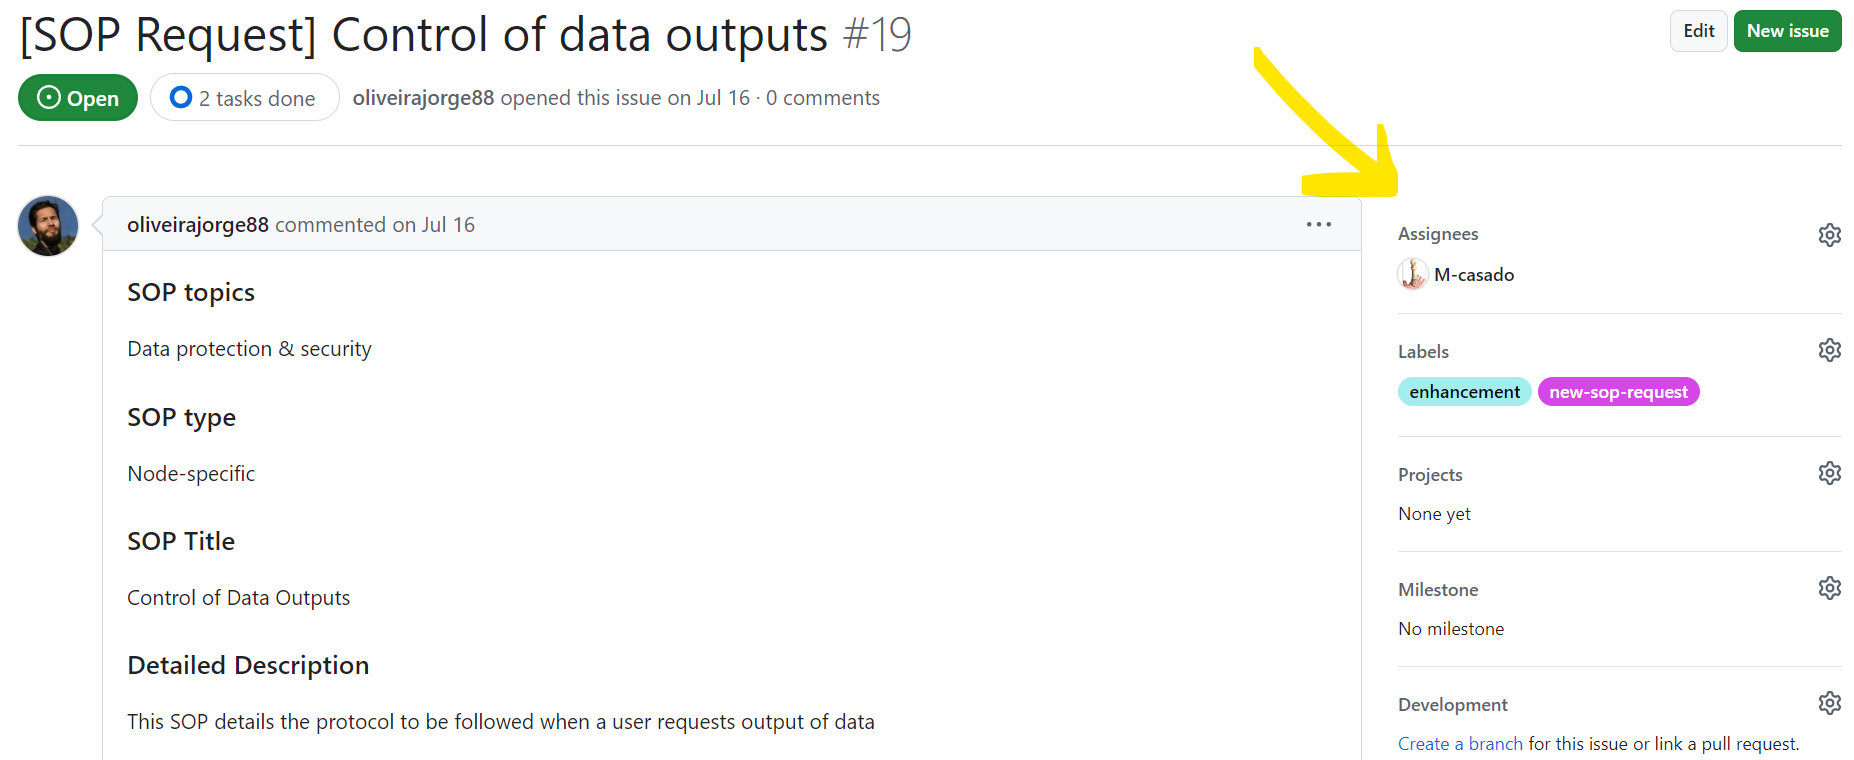 [SOP Request] Control of data outputs #19
Edit
New issue
Open
2 tasks done
oliveirajorge88 opened this issue on Jul 16 · 0 comments
oliveirajorge88 commented on Jul 16
SOP topics
Data protection & security
SOP type
Node-specific
SOP Title
Control of Data Outputs
Detailed Description
This SOP details the protocol to be followed when a user requests output of data
Assignees
M-casado
Labels
enhancement new-sop-request
Projects
None yet
Milestone
No milestone
Development
Create a branch for this issue or link a pull request.